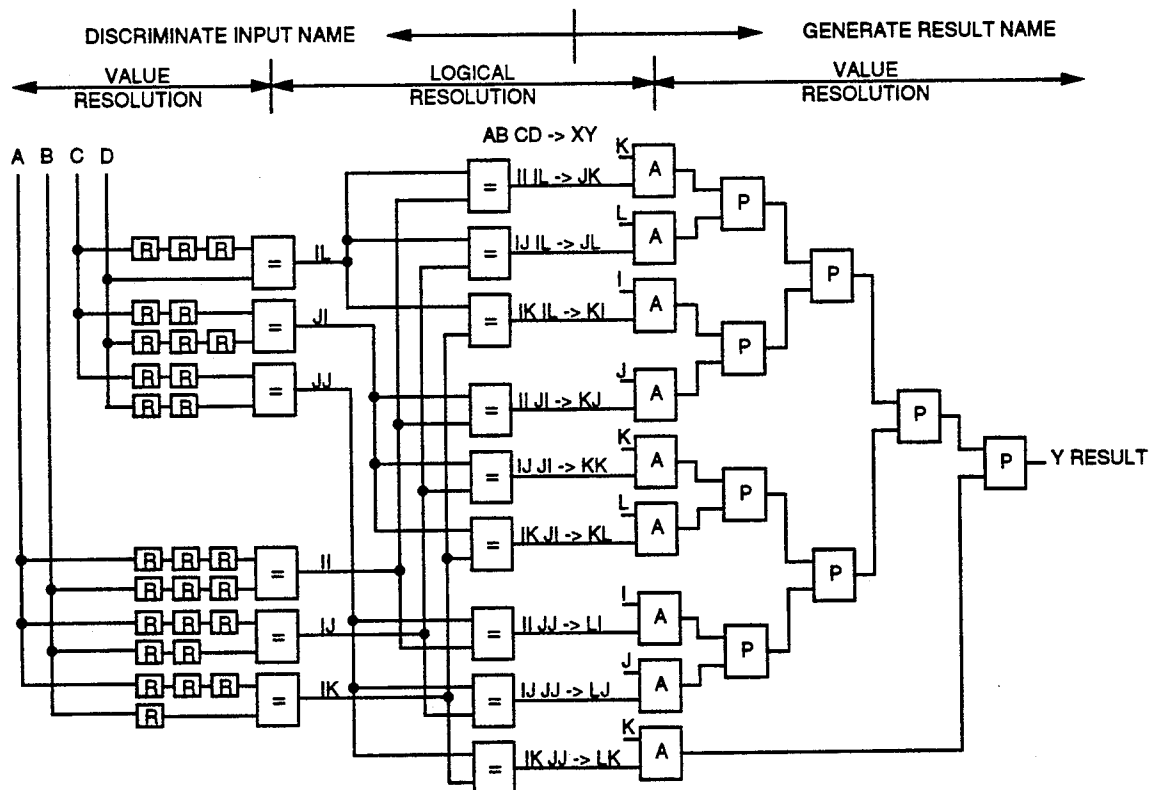 DISCRIMINATE INPUT NAME GENERATE RESULT NAME
VALUE RESOLUTION LOGICAL RESOLUTION VALUE RESOLUTION
AB CD -> XY
A B C D
K A
= II IL -> JK
P
L A
R R R = IL
= IJ IL -> JL
P
I A
R R = JI
R R R
= IK IL -> KI
P
R R = JJ
R R
J A
= II JI -> KJ
P
K A
= IJ JI -> KK
P Y RESULT
P
L A
= IK JI -> KL
R R R = II
R R R
P
I A
R R R = IJ
R R
= II JJ -> LI
P
J A
R R R = IK
R
= IJ JJ -> LJ
K A
= IK JJ -> LK